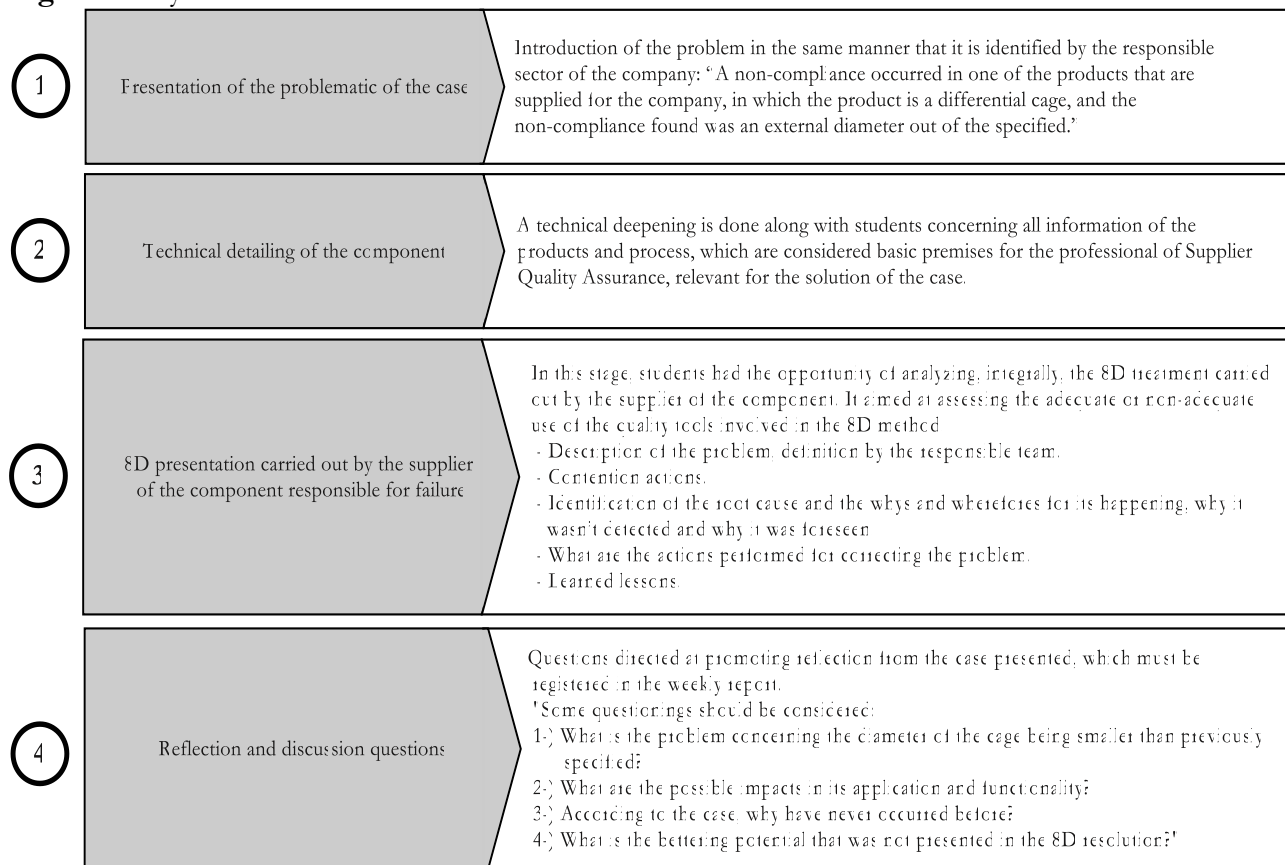 1
Presentation of the problematic of the case
Introduction of the problem in the same manner that it is identified by the responsible
sector of the company: “A non-compliance occurred in one of the products that are
supplied for the company, in which the product is a differential cage, and the
non-compliance found was an external diameter out of the specified.”
2
Technical detailing of the component
A technical deepening is done along with students concerning all information of the
products and process, which are considered basic premises for the professional of Supplier
Quality Assurance, relevant for the solution of the case.
3
8D presentation carried out by the supplier
of the component responsible for failure
In this stage, students had the opportunity of analyzing, integrally, the 8D treatment carried
out by the supplier of the component. It aimed at assessing the adequate or non-adequate
use of the quality tools involved in the 8D method
- Description of the problem, definition by the responsible team.
- Contention actions.
- Identification of the root cause and the whys and wherefores for its happening, why it
wasn't detected and why it was foreseen
- What are the actions performed for correcting the problem.
- Learned lessons.
4
Reflection and discussion questions
Questions directed at promoting reflection from the case presented, which must be
registered in the weekly report.
"Some questionings should be considered:
1-) What is the problem concerning the diameter of the cage being smaller than previously
specified?
2-) What are the possible impacts in its application and functionality?
3-) According to the case, why have never occurred before?
4-) What is the bettering potential that was not presented in the 8D resolution?"